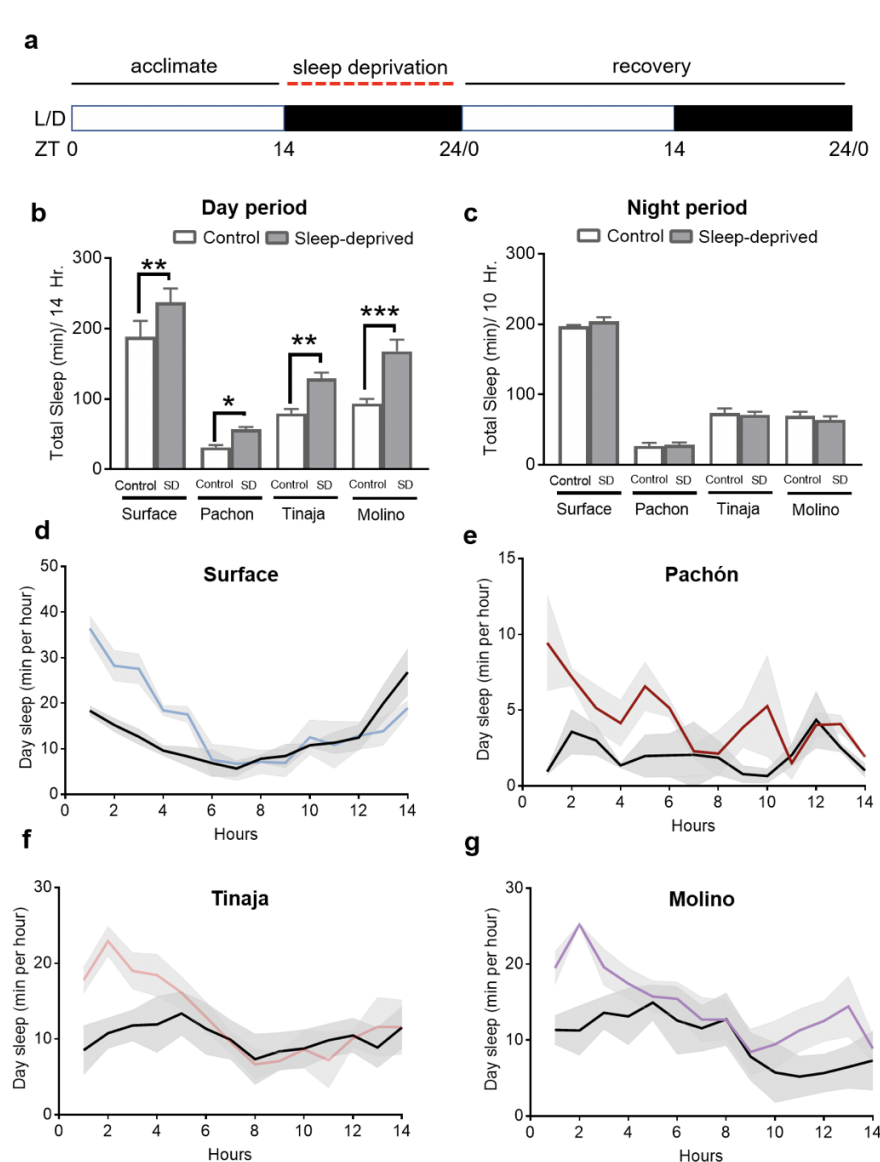 a
acclimate sleep deprivation recovery
L/D
ZT 0 14 24/0 14 24/0
b
Day period
Control Sleep-deprived
Total Sleep (min)/ 14 Hr.
300
200
100
0
** * ** ***
Control SD Control SD Control SD Control SD
Surface Pachon Tinaja Molino
c
Night period
Control Sleep-deprived
Total Sleep (min)/ 10 Hr.
300
200
100
0
Control SD Control SD Control SD Control SD
Surface Pachon Tinaja Molino
d
Surface
Day sleep (min per hour)
50
40
30
20
10
0
0 2 4 6 8 10 12 14
Hours
e
Pachón
Day sleep (min per hour)
15
10
5
0
0 2 4 6 8 10 12 14
Hours
f
Tinaja
Day sleep (min per hour)
30
20
10
0
0 2 4 6 8 10 12 14
Hours
g
Molino
Day sleep (min per hour)
30
20
10
0
0 2 4 6 8 10 12 14
Hours